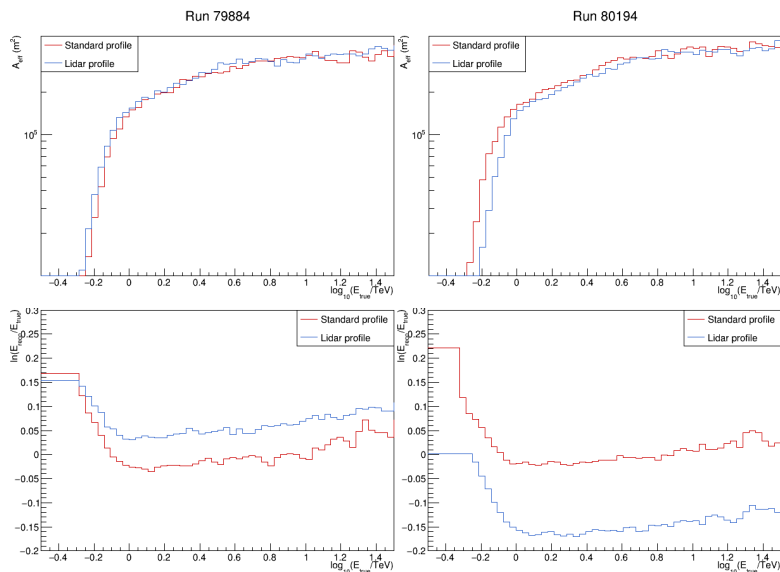 Run 79884
Run 80194
A_eff (m²)
Standard profile
Lidar profile
10⁵
−0.4 −0.2 0 0.2 0.4 0.6 0.8 1 1.2 1.4
log₁₀(E_true/TeV)
A_eff (m²)
Standard profile
Lidar profile
10⁵
−0.4 −0.2 0 0.2 0.4 0.6 0.8 1 1.2 1.4
log₁₀(E_true/TeV)
ln(E_reco/E_true)
Standard profile
Lidar profile
0.3
0.25
0.2
0.15
0.1
0.05
0
−0.05
−0.1
−0.15
−0.2
−0.4 −0.2 0 0.2 0.4 0.6 0.8 1 1.2 1.4
log₁₀(E_true/TeV)
ln(E_reco/E_true)
Standard profile
Lidar profile
0.3
0.25
0.2
0.15
0.1
0.05
0
−0.05
−0.1
−0.15
−0.2
−0.4 −0.2 0 0.2 0.4 0.6 0.8 1 1.2 1.4
log₁₀(E_true/TeV)